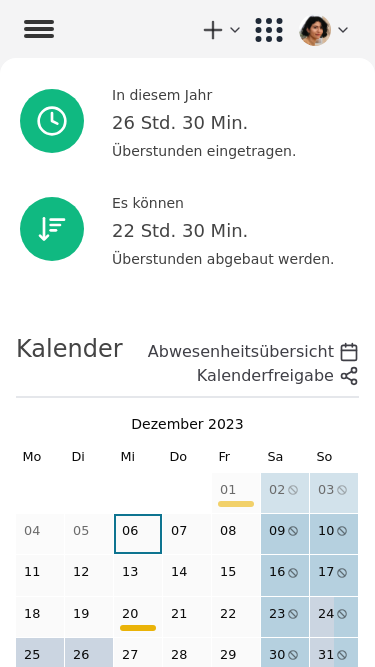 In diesem Jahr
26 Std. 30 Min.
Überstunden eingetragen.
Es können
22 Std. 30 Min.
Überstunden abgebaut werden.
Kalender
Abwesenheitsübersicht
Kalenderfreigabe
Dezember 2023
Mo Di Mi Do Fr Sa So
01 02 03
04 05 06 07 08 09 10
11 12 13 14 15 16 17
18 19 20 21 22 23 24
25 26 27 28 29 30 31